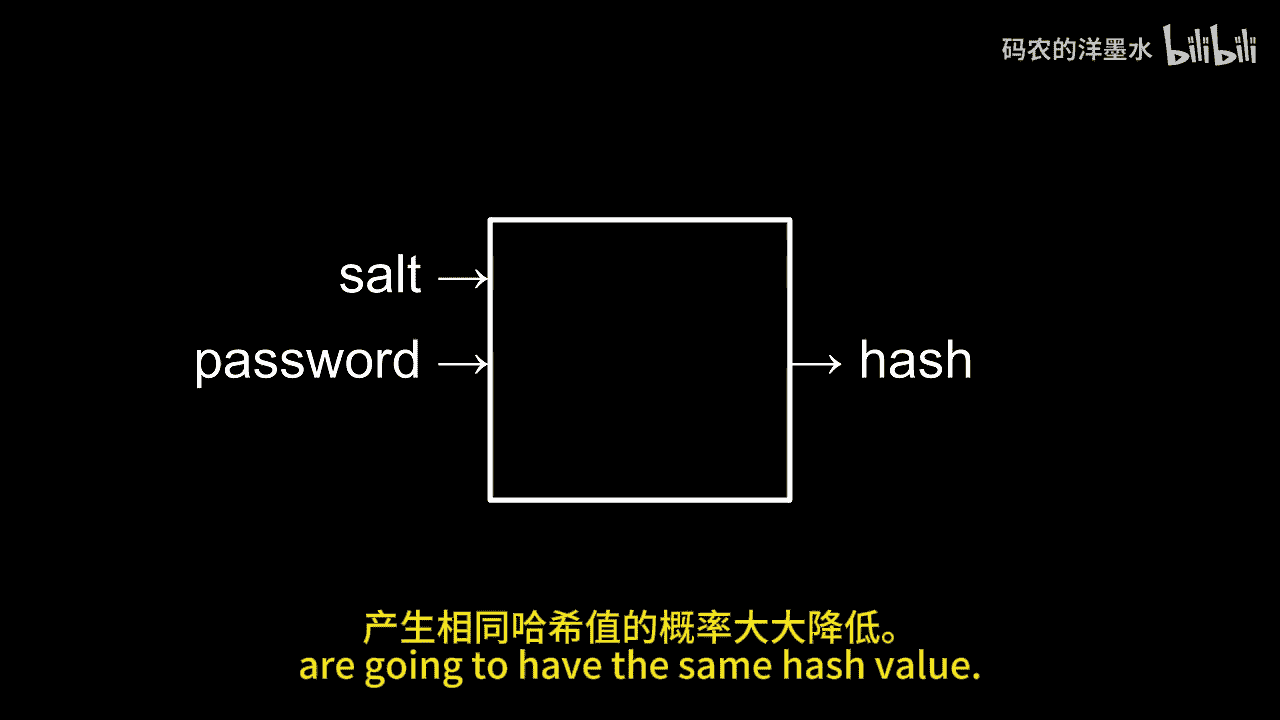 码农的洋墨水 bilibili
salt →
password →
→ hash
产生相同哈希值的概率大大降低。
are going to have the same hash value.